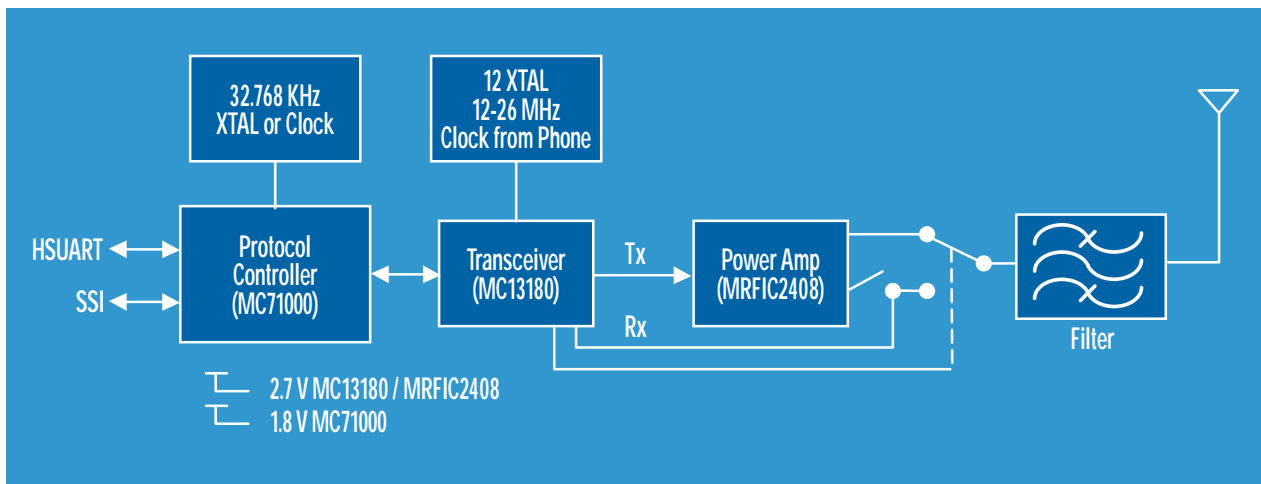 32.768 KHz
XTAL or Clock
12 XTAL
12-26 MHz
Clock from Phone
HSUART
SSI
Protocol
Controller
(MC71000)
Transceiver
(MC13180)
Tx
Rx
Power Amp
(MRFIC2408)
Filter
2.7 V MC13180 / MRFIC2408
1.8 V MC71000